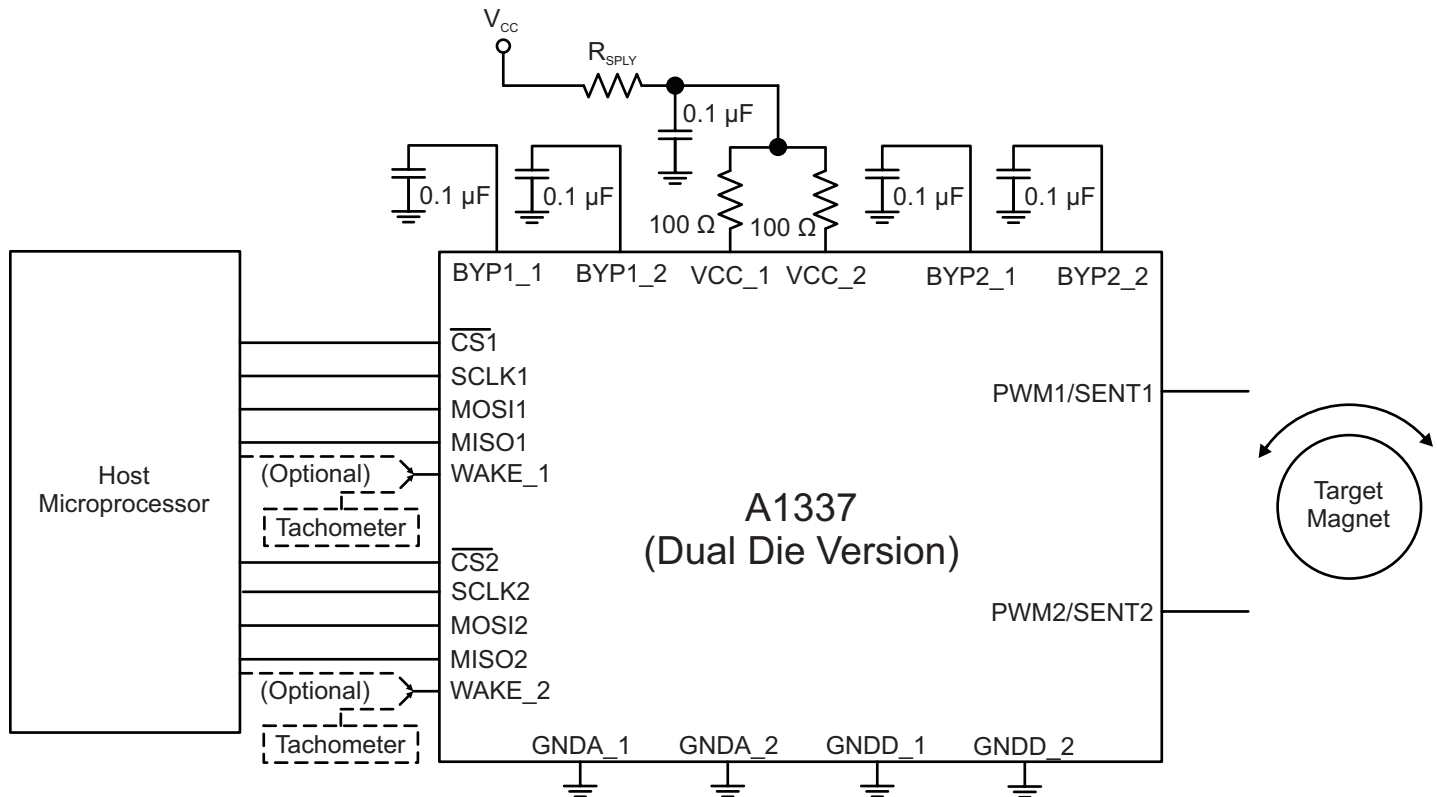 V_CC
R_SPLY
0.1 µF
0.1 µF
0.1 µF
0.1 µF
0.1 µF
100 Ω
100 Ω
BYP1_1
BYP1_2
VCC_1
VCC_2
BYP2_1
BYP2_2
Host
Microprocessor
CS1
SCLK1
MOSI1
MISO1
(Optional)
WAKE_1
Tachometer
CS2
SCLK2
MOSI2
MISO2
(Optional)
WAKE_2
Tachometer
A1337
(Dual Die Version)
PWM1/SENT1
PWM2/SENT2
Target
Magnet
GNDA_1
GNDA_2
GNDD_1
GNDD_2